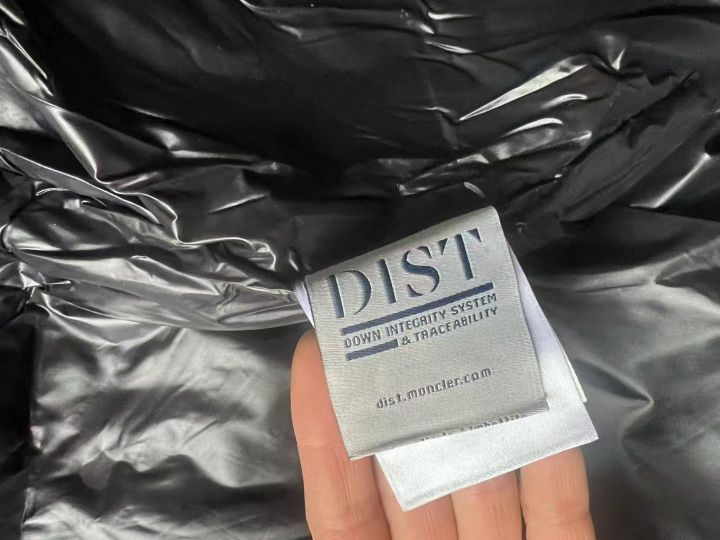 DIST
DOWN INTEGRITY SYSTEM
& TRACEABILITY
dist.moncler.com